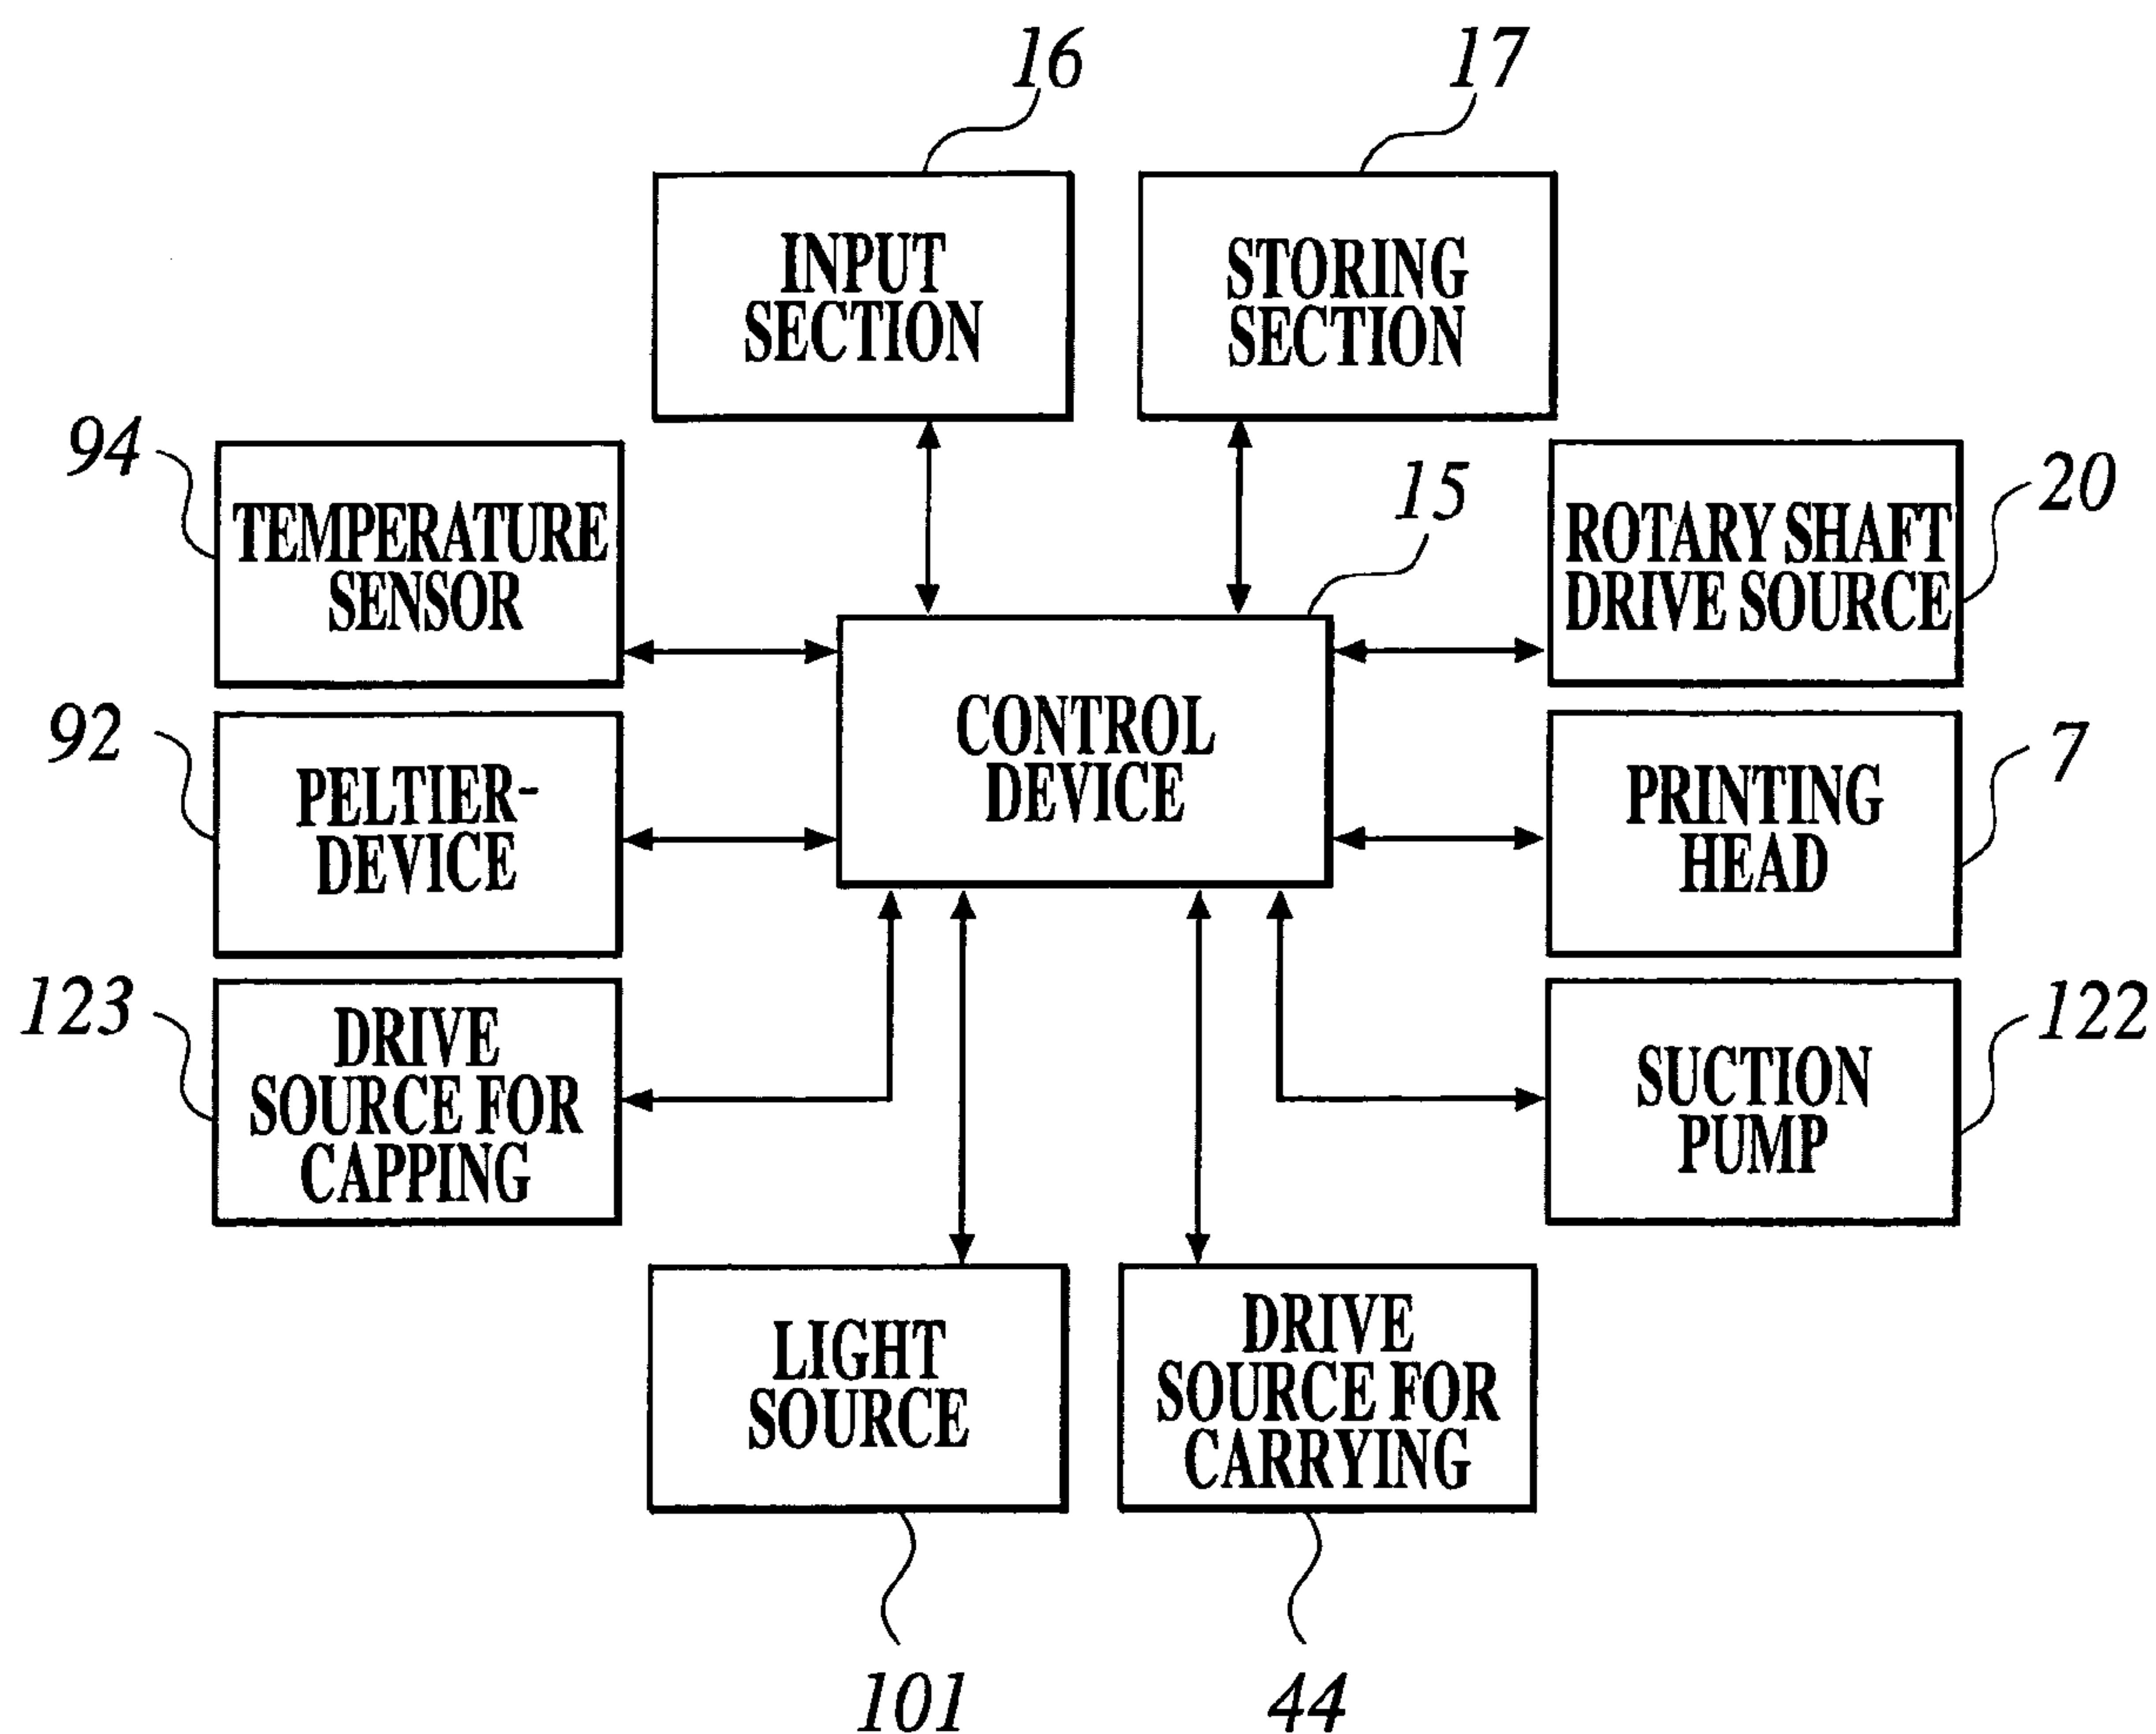 16
17
INPUT
SECTION
STORING
SECTION
94
TEMPERATURE
SENSOR
15
20
ROTARY SHAFT
DRIVE SOURCE
92
PELTIER-
DEVICE
CONTROL
DEVICE
7
PRINTING
HEAD
123
DRIVE
SOURCE FOR
CAPPING
122
SUCTION
PUMP
LIGHT
SOURCE
DRIVE
SOURCE FOR
CARRYING
101
44